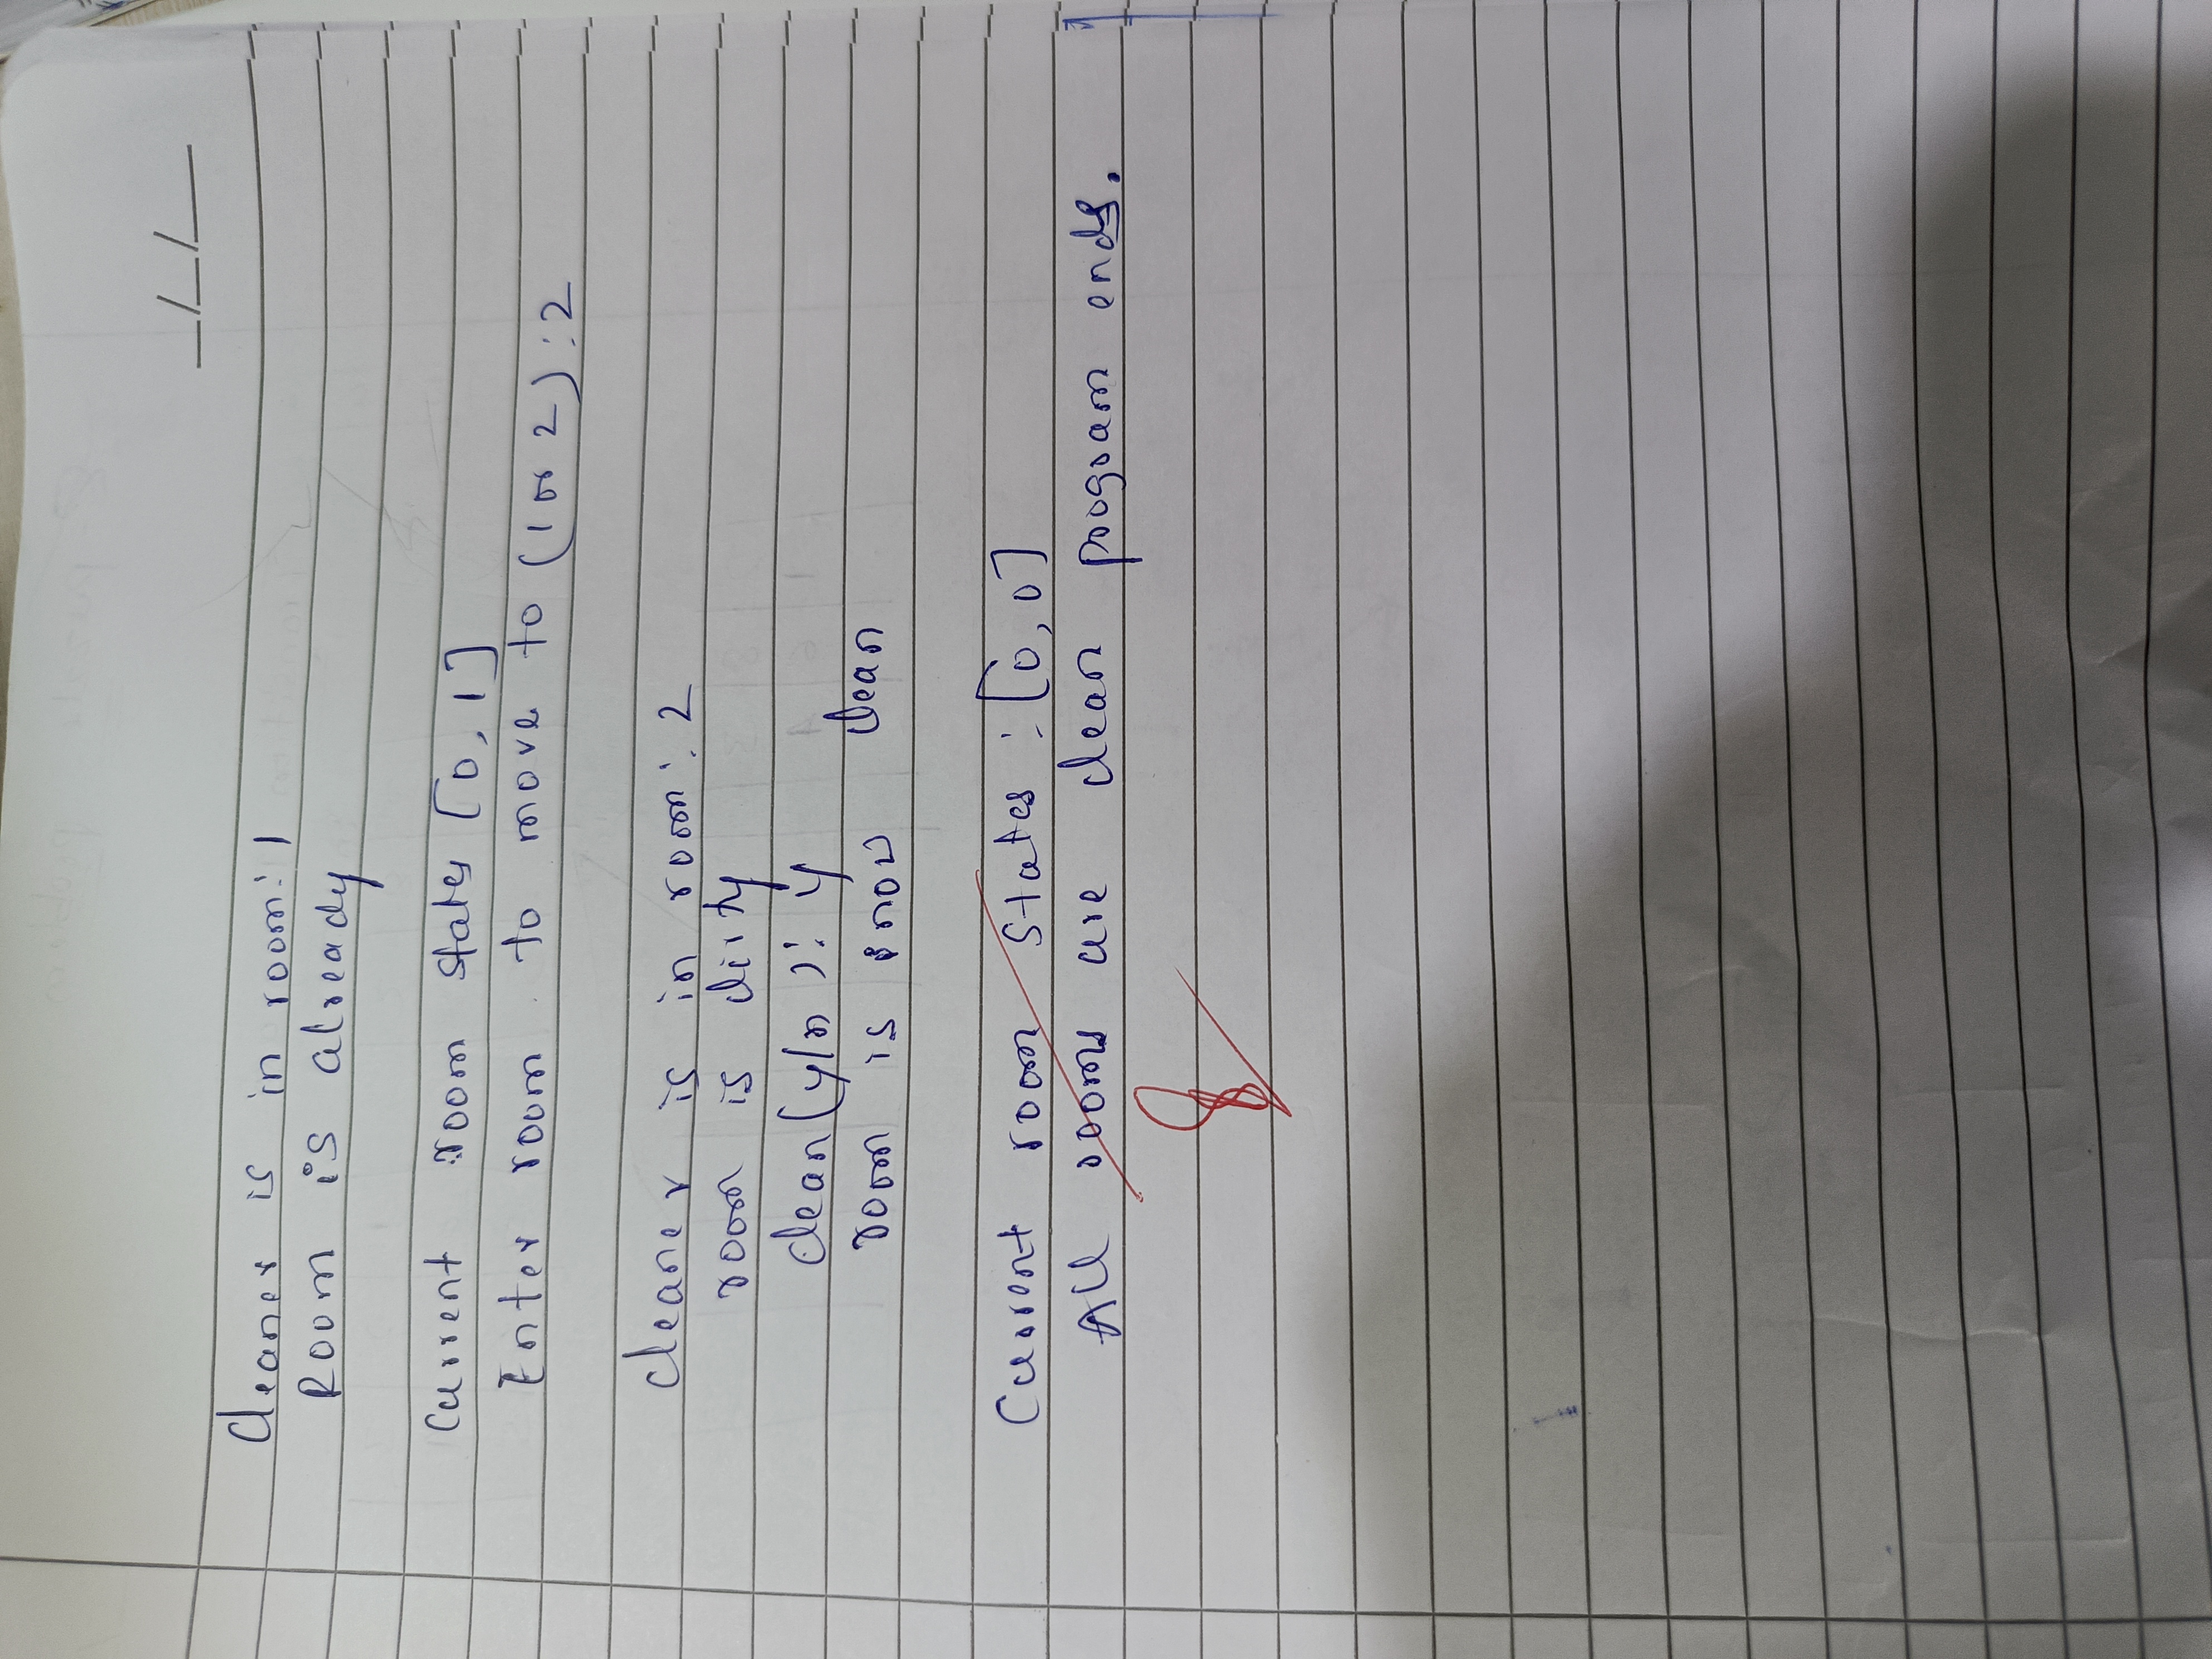 Cleaner is in room: 1
Room is already
Current room states [0, 1]
Enter room to move to (1 or 2) : 2
Cleaner is in room: 2
room is dirty
clean (y/n): y
room is now clean
Current room states : [0, 0]
All rooms are clean program ends.